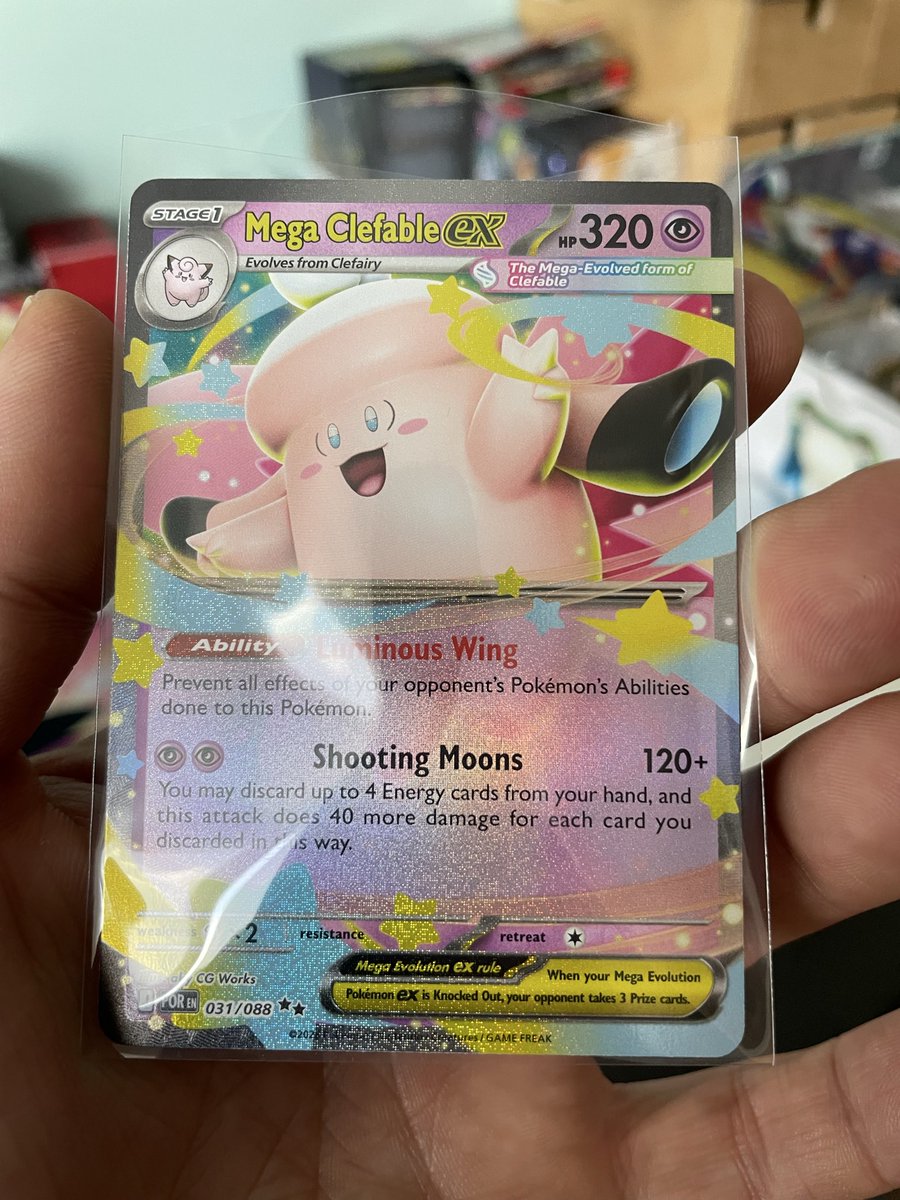 STAGE1
Mega Clefable ex HP 320
Evolves from Clefairy
The Mega-Evolved form of
Clefable
Ability Luminous Wing
Prevent all effects of your opponent's Pokémon's Abilities
done to this Pokémon.
Shooting Moons 120+
You may discard up to 4 Energy cards from your hand, and
this attack does 40 more damage for each card you
discarded in this way.
weakness ×2 resistance retreat
CG Works
Mega Evolution ex rule When your Mega Evolution
Pokémon ex is Knocked Out, your opponent takes 3 Prize cards.
POR EN 031/088
/ GAME FREAK